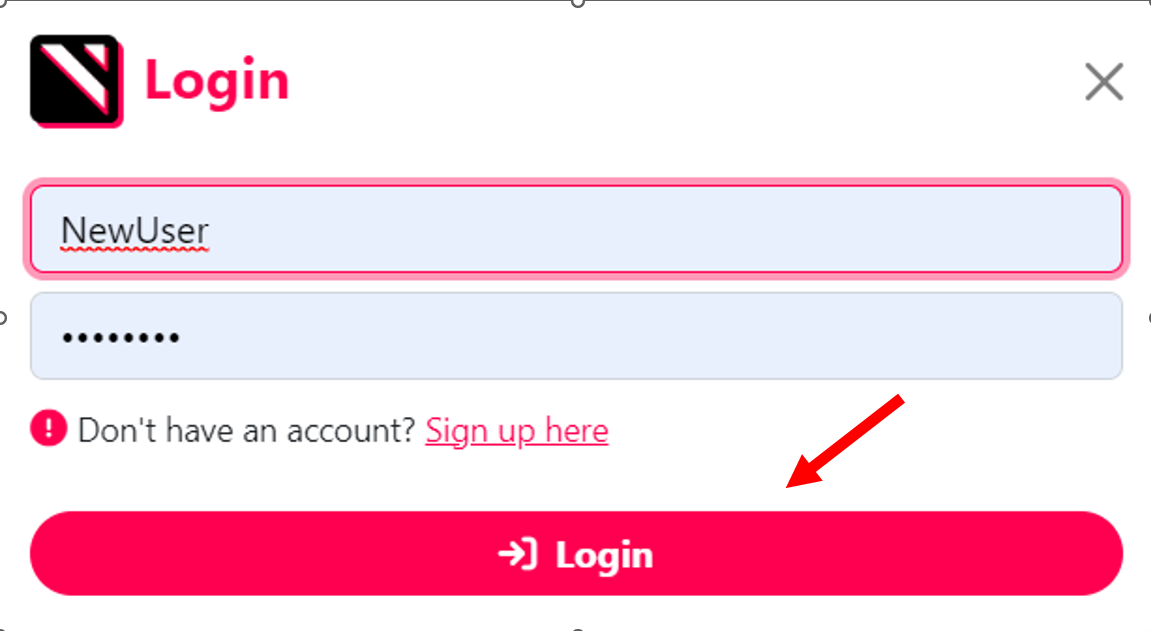 Login
NewUser
••••••••
Don't have an account? Sign up here
Login